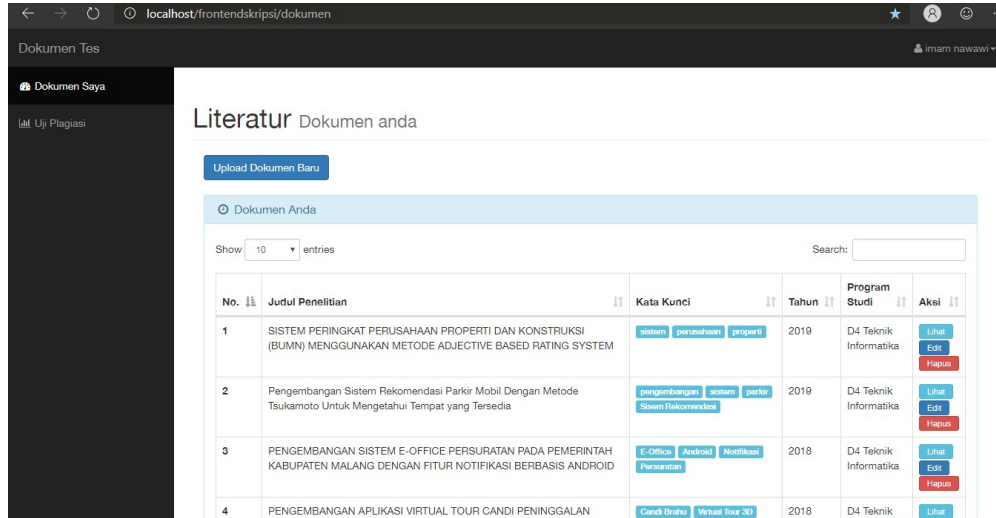 localhost/frontendskripsi/dokumen
Dokumen Tes
imam nawawi
Dokumen Saya
Uji Plagiasi
Literatur Dokumen anda
Upload Dokumen Baru
Dokumen Anda
Show 10 entries
Search:
No. Judul Penelitian Kata Kunci Tahun Program Studi Aksi
1 SISTEM PERINGKAT PERUSAHAAN PROPERTI DAN KONSTRUKSI sistem perusahaan properti 2019 D4 Teknik Lihat
(BUMN) MENGGUNAKAN METODE ADJECTIVE BASED RATING SYSTEM Informatika Edit
Hapus
2 Pengembangan Sistem Rekomendasi Parkir Mobil Dengan Metode pengembangan sistem parkir 2019 D4 Teknik Lihat
Tsukamoto Untuk Mengetahui Tempat yang Tersedia Sisem Rekomendasi Informatika Edit
Hapus
3 PENGEMBANGAN SISTEM E-OFFICE PERSURATAN PADA PEMERINTAH E-Office Android Notifikasi 2018 D4 Teknik Lihat
KABUPATEN MALANG DENGAN FITUR NOTIFIKASI BERBASIS ANDROID Persuratan Informatika Edit
Hapus
4 PENGEMBANGAN APLIKASI VIRTUAL TOUR CANDI PENINGGALAN Candi Brahu Virtual Tour 3D 2018 D4 Teknik Lihat